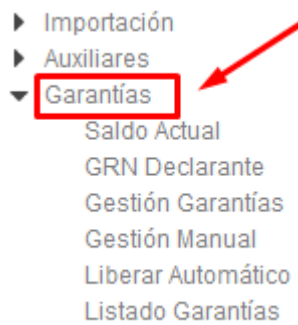 Importación
Auxiliares
Garantías
Saldo Actual
GRN Declarante
Gestión Garantías
Gestión Manual
Liberar Automático
Listado Garantías